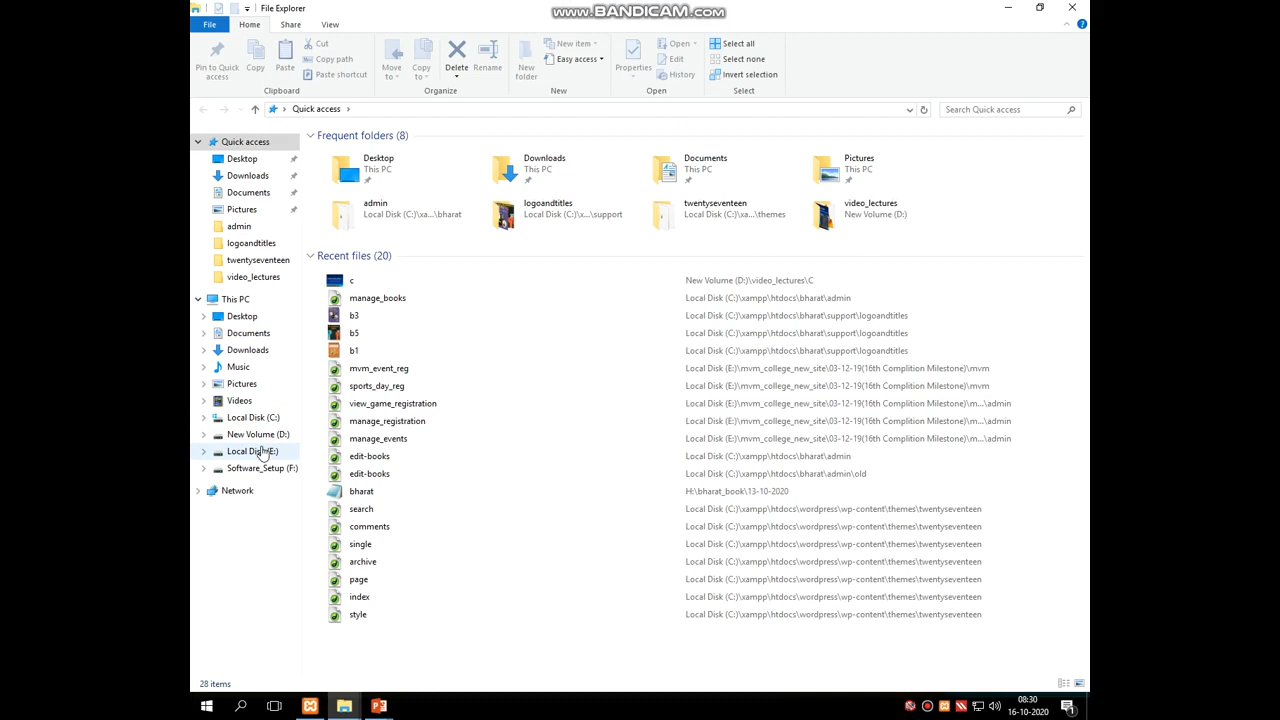 www.BANDICAM.com
File Explorer
File Home Share View
Pin to Quick access
Copy
Paste
Cut
Copy path
Paste shortcut
Clipboard
Move to
Copy to
Delete
Rename
Organize
New folder
New item
Easy access
New
Properties
Open
Edit
History
Open
Select all
Select none
Invert selection
Select
Quick access
Search Quick access
Quick access
Desktop
Downloads
Documents
Pictures
admin
logoandtitles
twentyseventeen
video_lectures
This PC
Desktop
Documents
Downloads
Music
Pictures
Videos
Local Disk (C:)
New Volume (D:)
Local Disk (E:)
Software_Setup (F:)
Network
Frequent folders (8)
Desktop
This PC
Downloads
This PC
Documents
This PC
Pictures
This PC
admin
Local Disk (C:)\xa...\bharat
logoandtitles
Local Disk (C:)\x...\support
twentyseventeen
Local Disk (C:)\xa...\themes
video_lectures
New Volume (D:)
Recent files (20)
c New Volume (D:)\video_lectures\C
manage_books Local Disk (C:)\xampp\htdocs\bharat\admin
b3 Local Disk (C:)\xampp\htdocs\bharat\support\logoandtitles
b5 Local Disk (C:)\xampp\htdocs\bharat\support\logoandtitles
b1 Local Disk (C:)\xampp\htdocs\bharat\support\logoandtitles
mvm_event_reg Local Disk (E:)\mvm_college_new_site\03-12-19(16th Complition Milestone)\mvm
sports_day_reg Local Disk (E:)\mvm_college_new_site\03-12-19(16th Complition Milestone)\mvm
view_game_registration Local Disk (E:)\mvm_college_new_site\03-12-19(16th Complition Milestone)\m...\admin
manage_registration Local Disk (E:)\mvm_college_new_site\03-12-19(16th Complition Milestone)\m...\admin
manage_events Local Disk (E:)\mvm_college_new_site\03-12-19(16th Complition Milestone)\m...\admin
edit-books Local Disk (C:)\xampp\htdocs\bharat\admin
edit-books Local Disk (C:)\xampp\htdocs\bharat\admin\old
bharat H:\bharat_book\13-10-2020
search Local Disk (C:)\xampp\htdocs\wordpress\wp-content\themes\twentyseventeen
comments Local Disk (C:)\xampp\htdocs\wordpress\wp-content\themes\twentyseventeen
single Local Disk (C:)\xampp\htdocs\wordpress\wp-content\themes\twentyseventeen
archive Local Disk (C:)\xampp\htdocs\wordpress\wp-content\themes\twentyseventeen
page Local Disk (C:)\xampp\htdocs\wordpress\wp-content\themes\twentyseventeen
index Local Disk (C:)\xampp\htdocs\wordpress\wp-content\themes\twentyseventeen
style Local Disk (C:)\xampp\htdocs\wordpress\wp-content\themes\twentyseventeen
28 items
08:30
16-10-2020